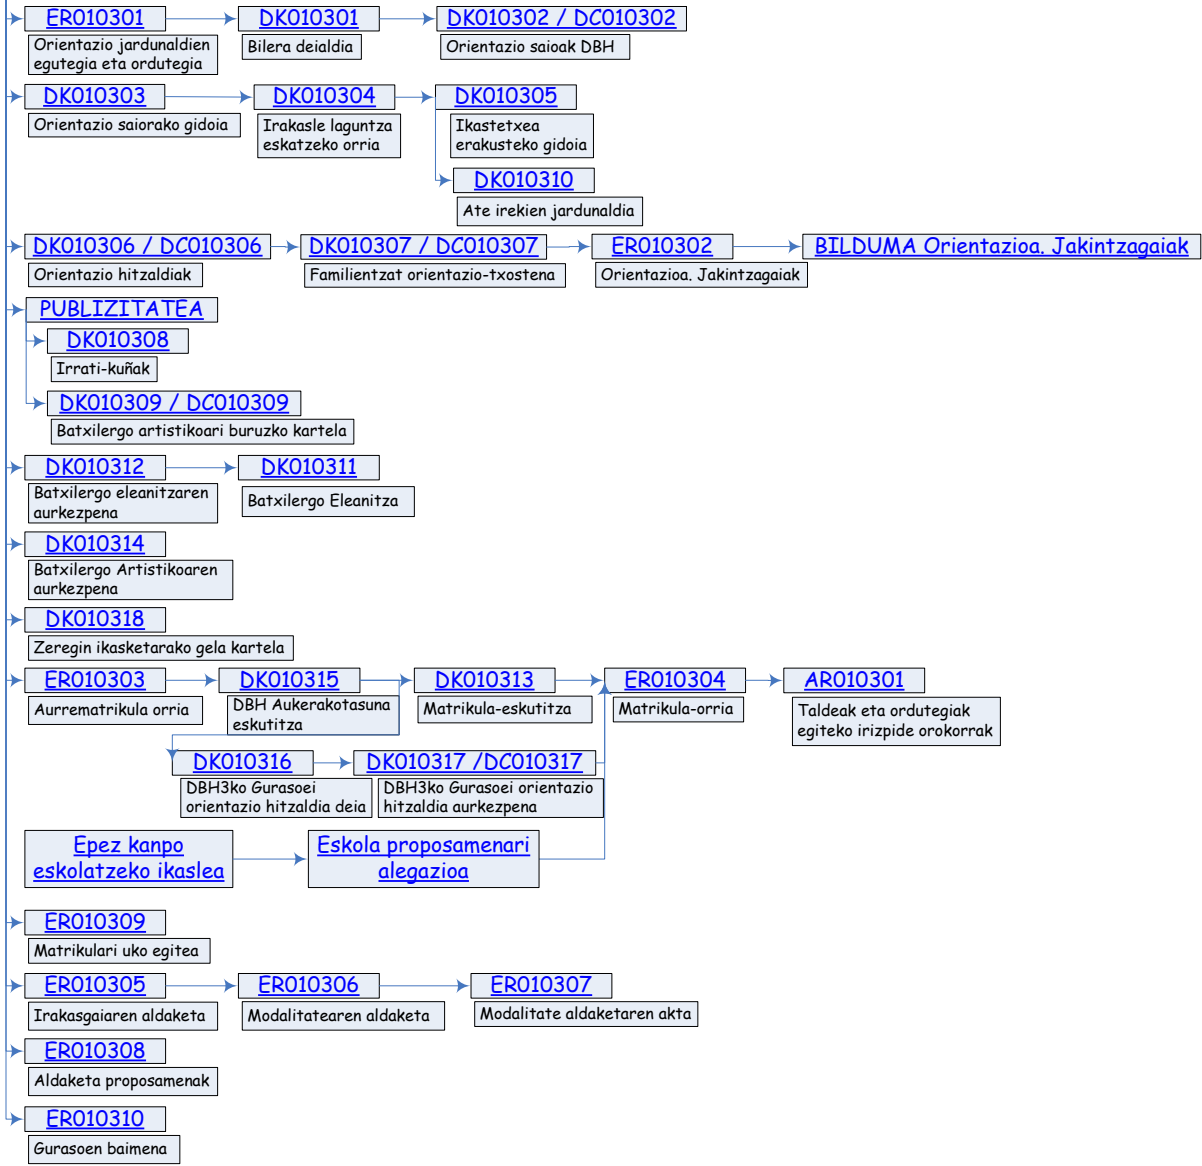 ER010301
DK010301
DK010302 / DC010302
Orientazio jardunaldien
egutegia eta ordutegia
Bilera deialdia
Orientazio saioak DBH
DK010303
DK010304
DK010305
Orientazio saiorako gidoia
Irakasle laguntza
eskatzeko orria
Ikastetxea
erakusteko gidoia
DK010310
Ate irekien jardunaldia
DK010306 / DC010306
DK010307 / DC010307
ER010302
BILDUMA Orientazioa. Jakintzagaiak
Orientazio hitzaldiak
Familientzat orientazio-txostena
Orientazioa. Jakintzagaiak
PUBLIZITATEA
DK010308
Irrati-kuñak
DK010309 / DC010309
Batxilergo artistikoari buruzko kartela
DK010312
DK010311
Batxilergo eleanitzaren
aurkezpena
Batxilergo Eleanitza
DK010314
Batxilergo Artistikoaren
aurkezpena
DK010318
Zeregin ikasketarako gela kartela
ER010303
DK010315
DK010313
ER010304
AR010301
Aurrematrikula orria
DBH Aukerakotasuna
eskutitza
Matrikula-eskutitza
Matrikula-orria
Taldeak eta ordutegiak
egiteko irizpide orokorrak
DK010316
DK010317 /DC010317
DBH3ko Gurasoei
orientazio hitzaldia deia
DBH3ko Gurasoei orientazio
hitzaldia aurkezpena
Epez kanpo
eskolatzeko ikaslea
Eskola proposamenari
alegazioa
ER010309
Matrikulari uko egitea
ER010305
ER010306
ER010307
Irakasgaiaren aldaketa
Modalitatearen aldaketa
Modalitate aldaketaren akta
ER010308
Aldaketa proposamenak
ER010310
Gurasoen baimena